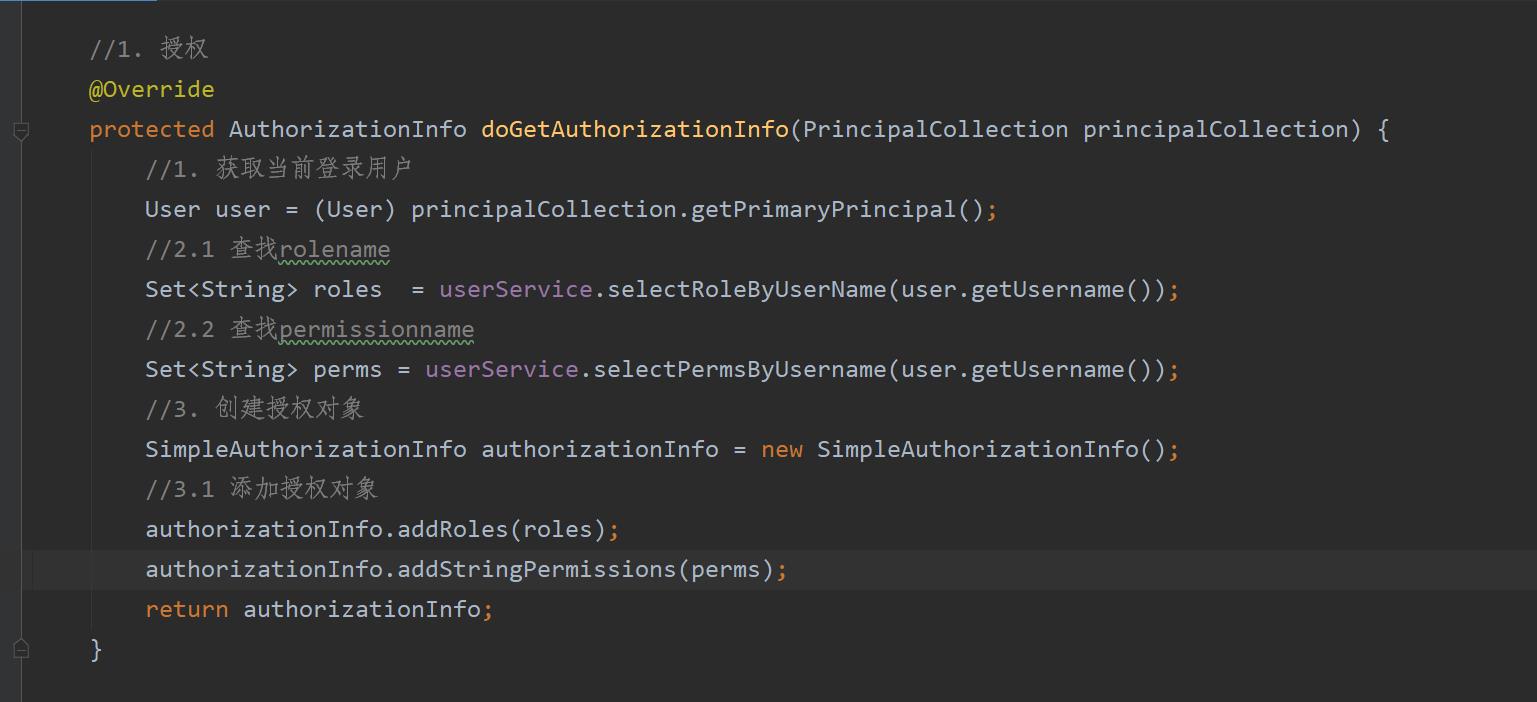 //1. 授权
@Override
protected AuthorizationInfo doGetAuthorizationInfo(PrincipalCollection principalCollection) {
//1. 获取当前登录用户
User user = (User) principalCollection.getPrimaryPrincipal();
//2.1 查找rolename
Set<String> roles  = userService.selectRoleByUserName(user.getUsername());
//2.2 查找permissionname
Set<String> perms = userService.selectPermsByUsername(user.getUsername());
//3. 创建授权对象
SimpleAuthorizationInfo authorizationInfo = new SimpleAuthorizationInfo();
//3.1 添加授权对象
authorizationInfo.addRoles(roles);
authorizationInfo.addStringPermissions(perms);
return authorizationInfo;
}